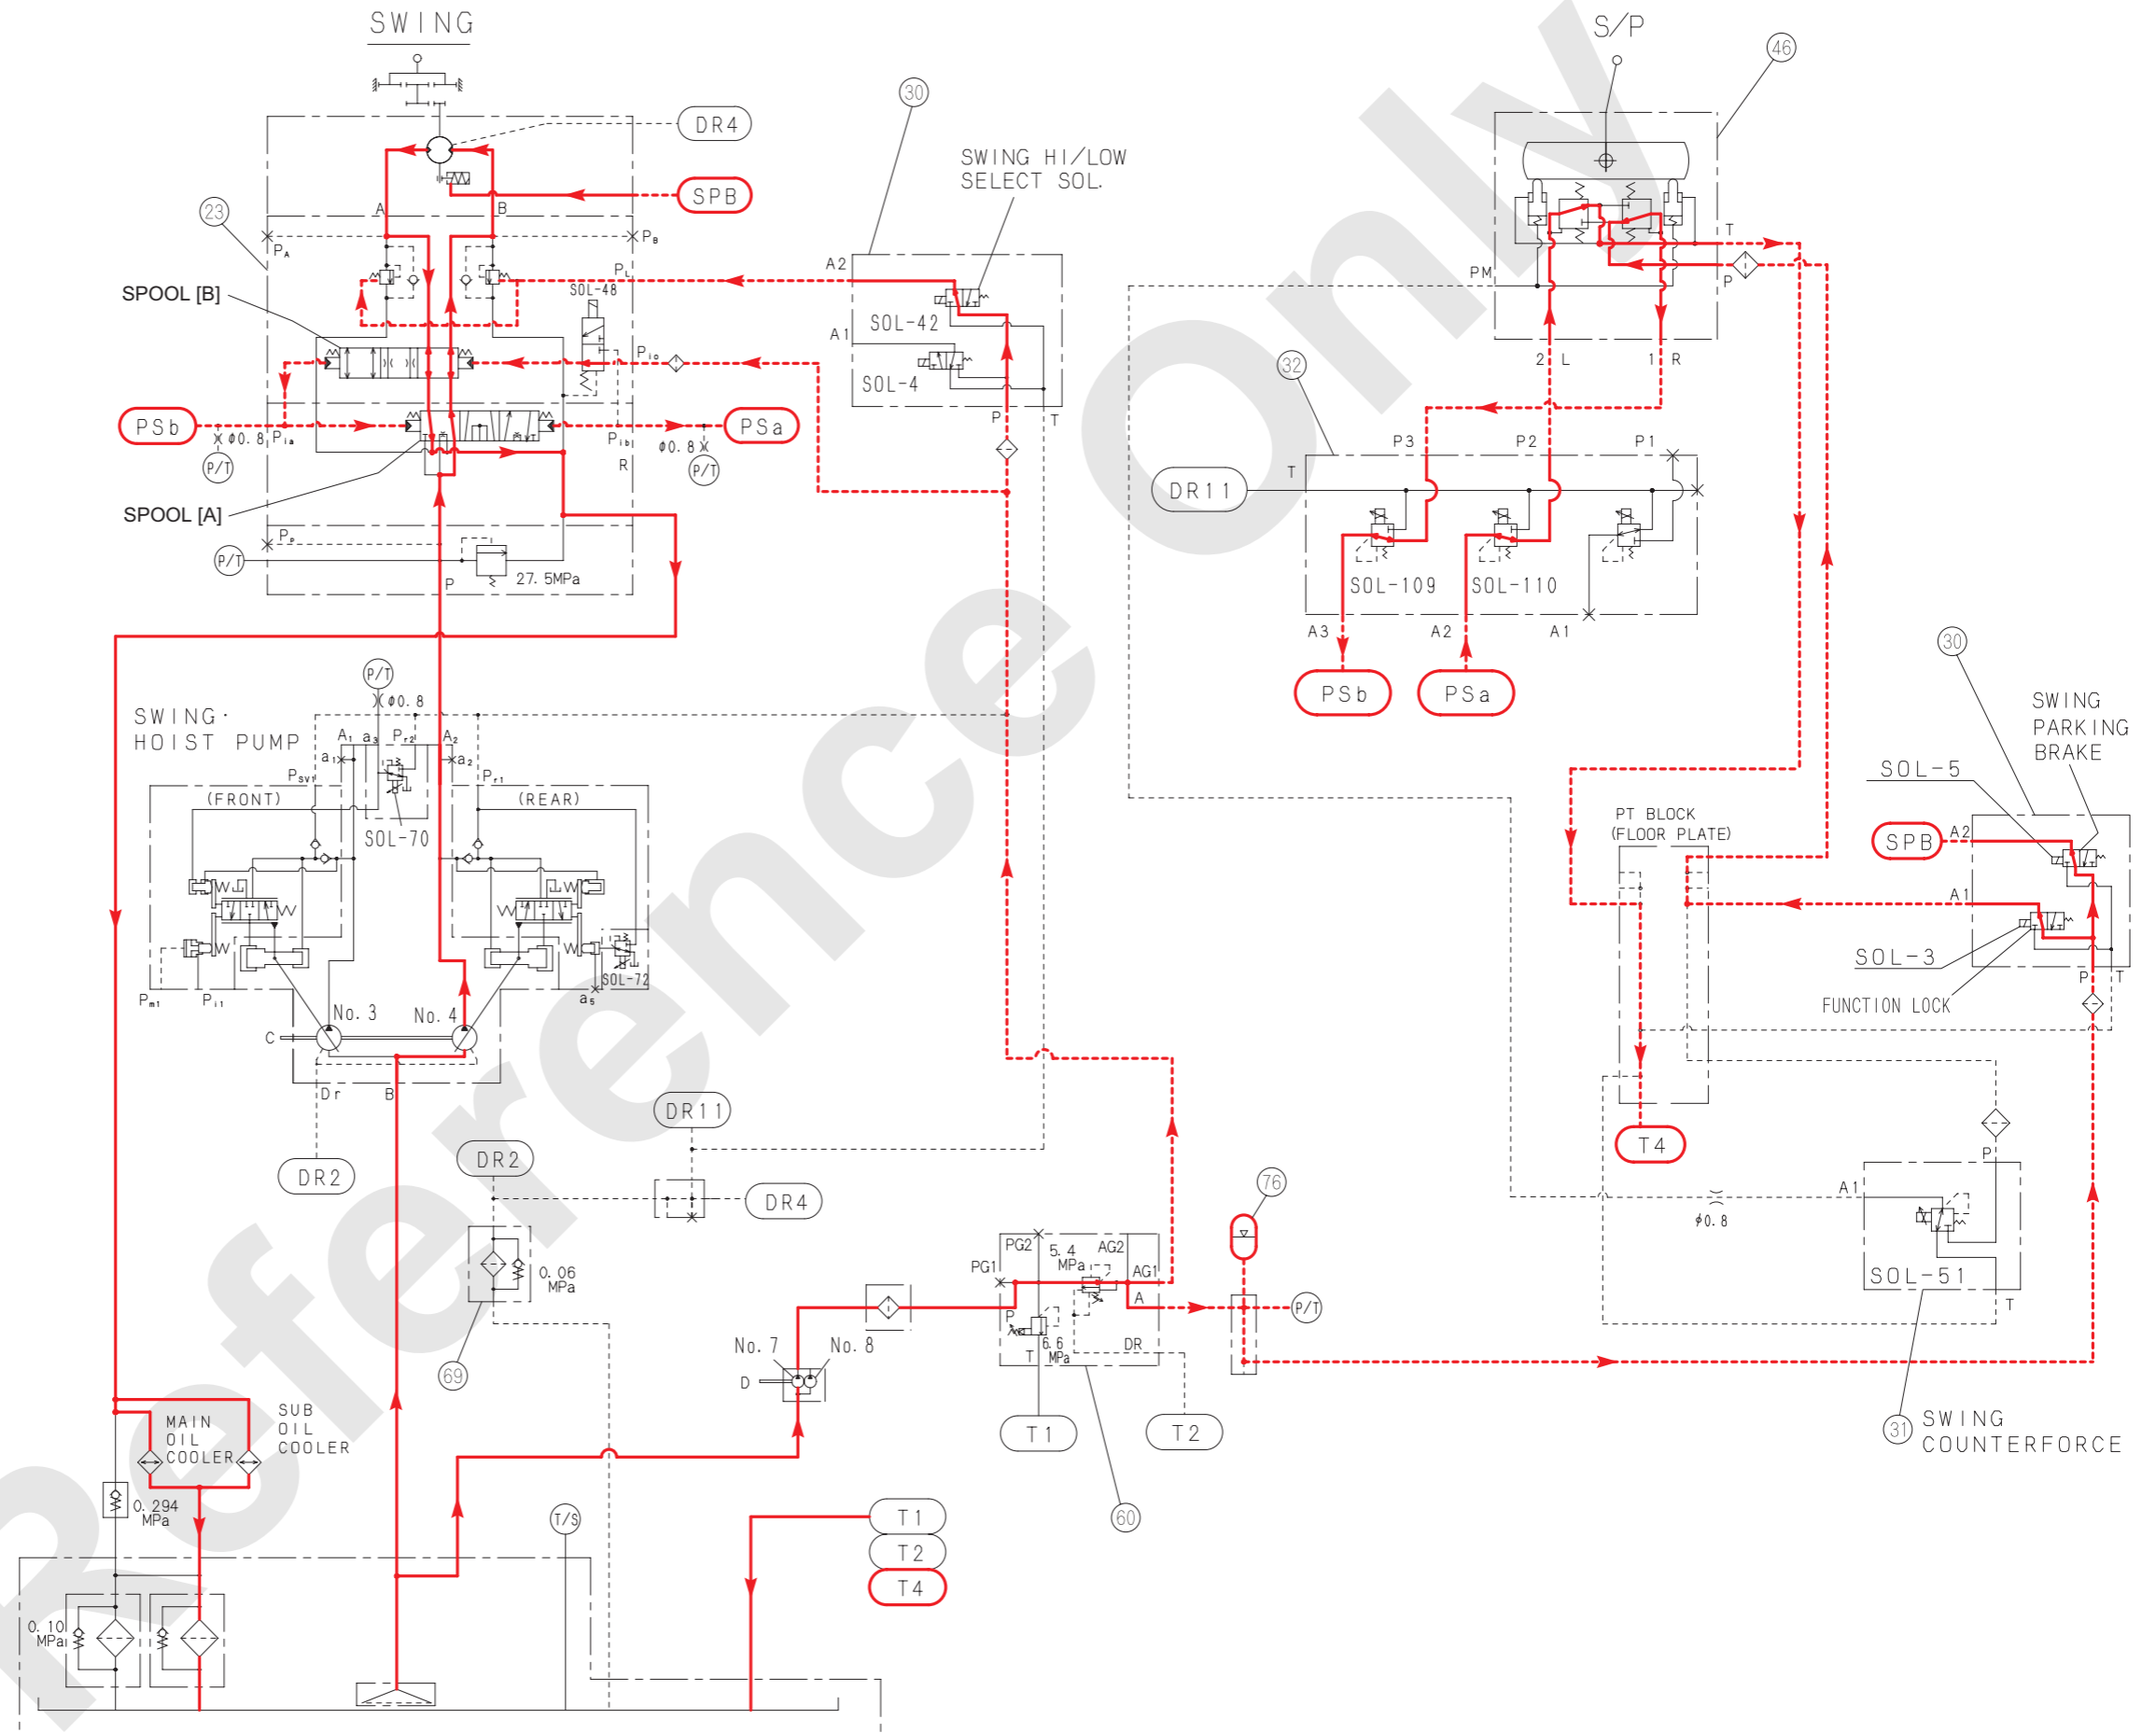 SWING
S/P
46
30
DR4
SWING HI/LOW
SELECT SOL.
SPB
23
A
B
PA
PB
PL
A2
T
P
PM
SPOOL [B]
SOL-48
SOL-42
A1
Pio
SOL-4
2 L
1 R
32
P
T
PSb
PSa
Pia
Pib
φ0.8
φ0.8
P/T
P/T
R
P3
P2
P1
T
DR11
SPOOL [A]
PP
P/T
P
27.5MPa
SOL-109
SOL-110
A3
A2
A1
PSb
PSa
30
SWING
PARKING
BRAKE
P/T
φ0.8
SWING·
HOIST PUMP
A1
a3
Pr2
A2
a1
a2
PSV1
Pr1
(FRONT)
(REAR)
SOL-70
SOL-5
PT BLOCK
(FLOOR PLATE)
SPB
A2
A1
SOL-3
P
T
FUNCTION LOCK
SOL-72
Pm1
Pi1
a5
No.3
No.4
C
Dr
B
DR11
DR2
DR2
DR4
T4
P
A1
φ0.8
SOL-51
T
76
PG2
5.4
MPa
AG2
PG1
AG1
A
P/T
P
6.6
MPa
T
DR
0.06
MPa
69
No.7
No.8
D
T1
T2
31
SWING
COUNTERFORCE
MAIN
OIL
COOLER
SUB
OIL
COOLER
0.294
MPa
T/S
T1
T2
T4
60
0.10
MPa
Reference Only